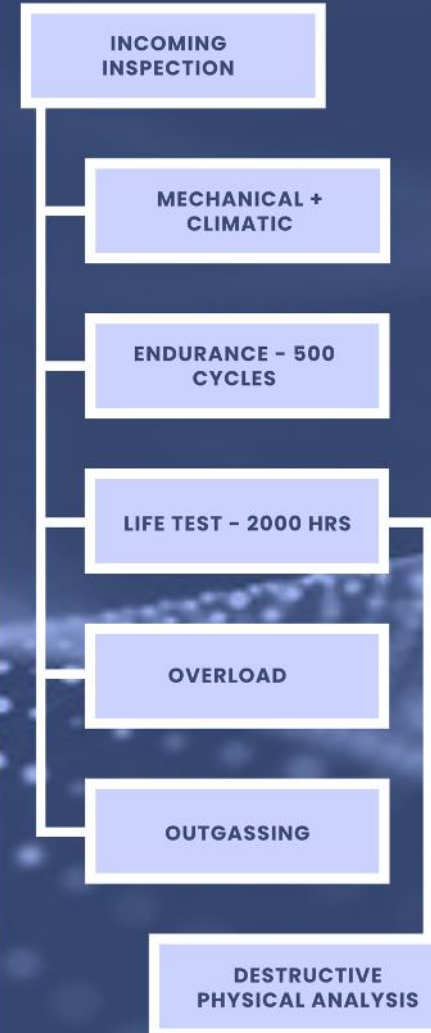 INCOMING
INSPECTION
MECHANICAL +
CLIMATIC
ENDURANCE - 500
CYCLES
LIFE TEST - 2000 HRS
OVERLOAD
OUTGASSING
DESTRUCTIVE
PHYSICAL ANALYSIS